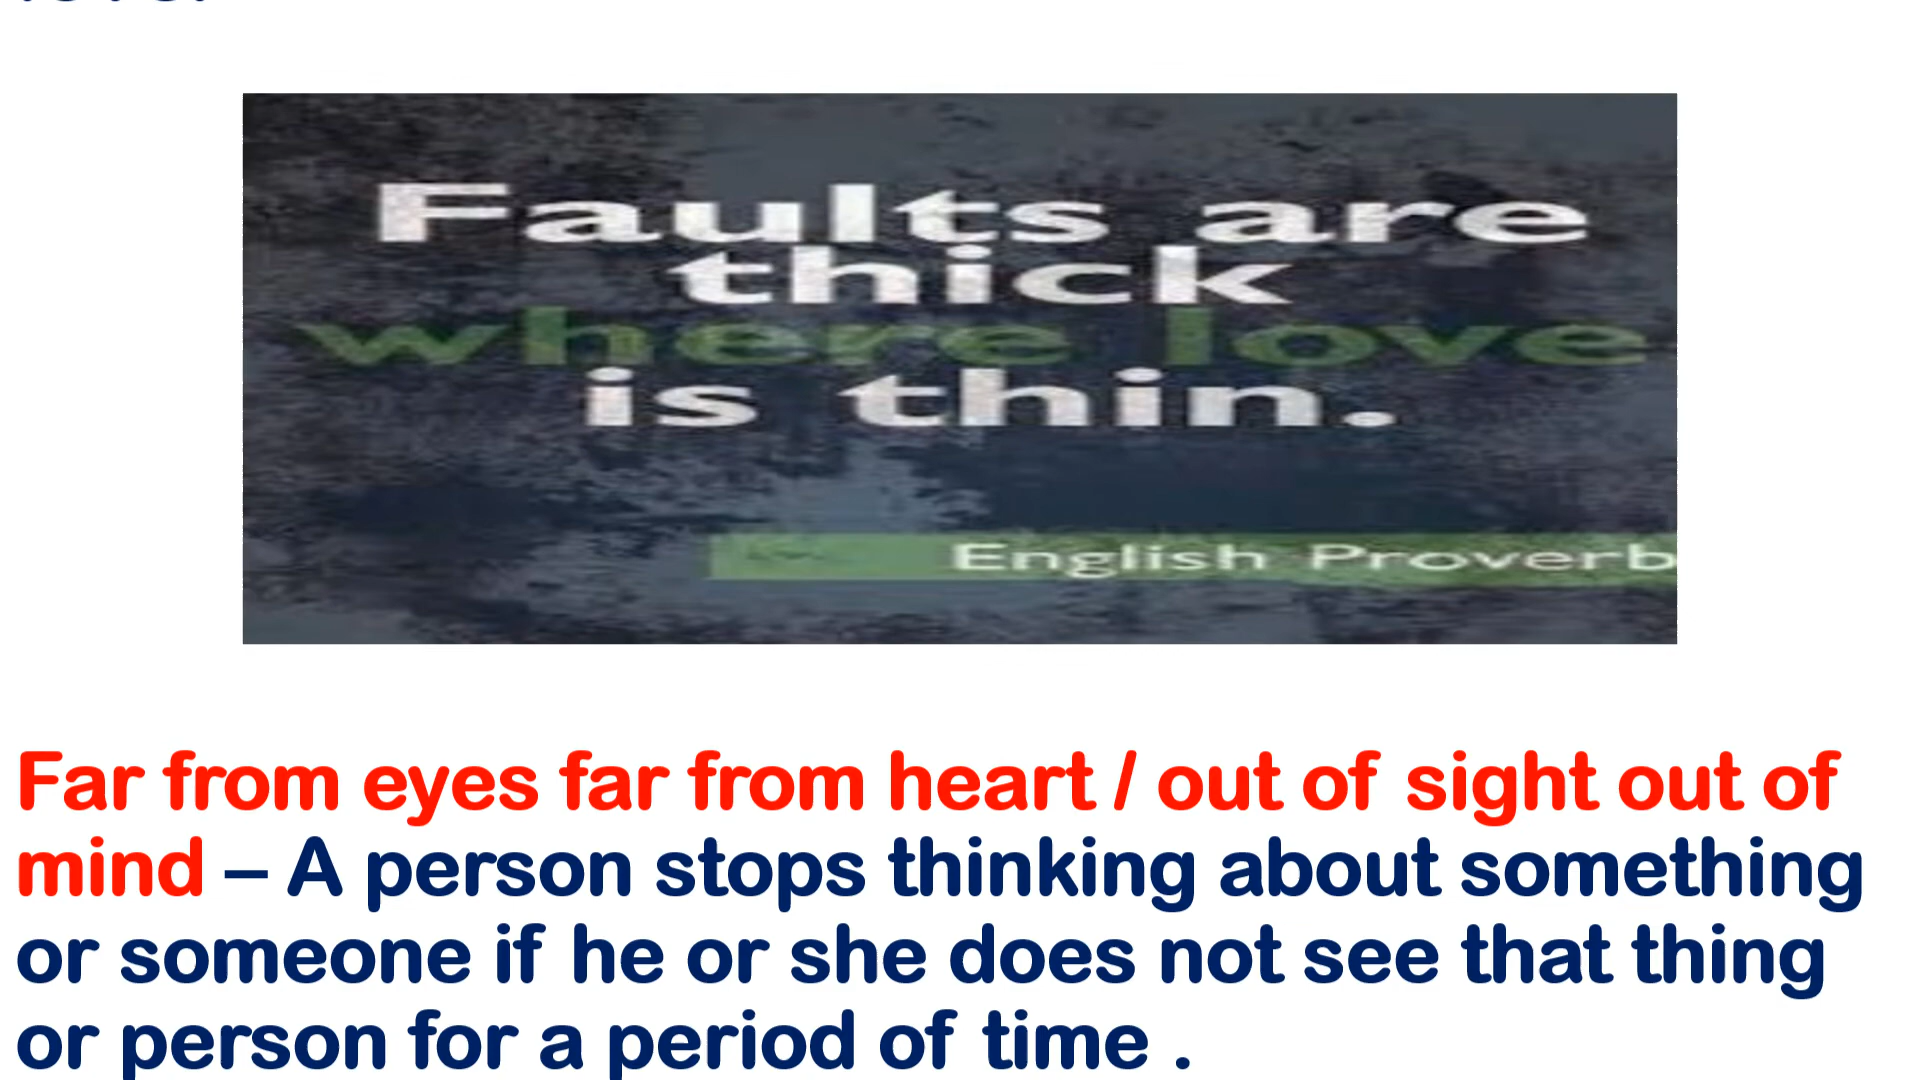 Faults are
thick
where love
is thin.
English Proverb
Far from eyes far from heart / out of sight out of
mind – A person stops thinking about something
or someone if he or she does not see that thing
or person for a period of time .